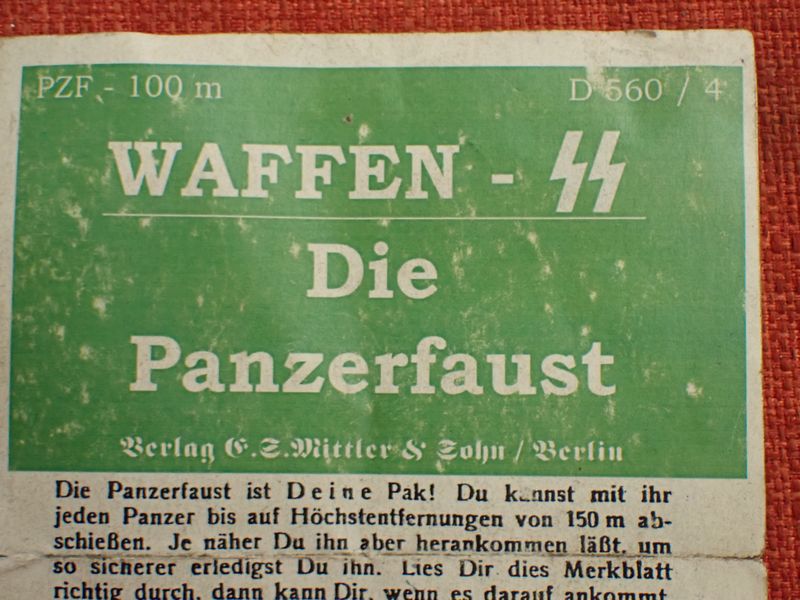 PZF - 100 m D 560 / 4
WAFFEN - ᛋᛋ
Die
Panzerfaust
Verlag E.S.Mittler & Sohn / Berlin
Die Panzerfaust ist Deine Pak! Du kannst mit ihr
jeden Panzer bis auf Höchstentfernungen von 150 m ab-
schießen. Je näher Du ihn aber herankommen läßt, um
so sicherer erledigst Du ihn. Lies Dir dies Merkblatt
richtig durch, dann kann Dir, wenn es darauf ankommt,